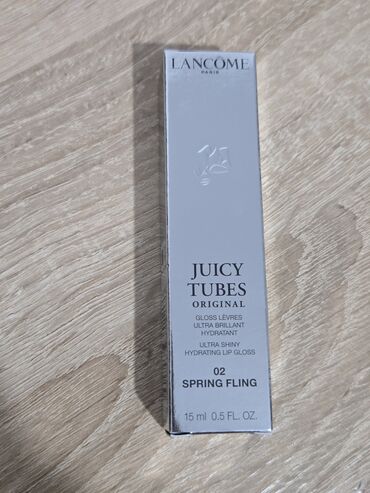 LANCÔME
PARIS
JUICY
TUBES
ORIGINAL
GLOSS LÈVRES
ULTRA BRILLANT
HYDRATANT
ULTRA SHINY
HYDRATING LIP GLOSS
02
SPRING FLING
15 ml 0.5 FL. OZ.